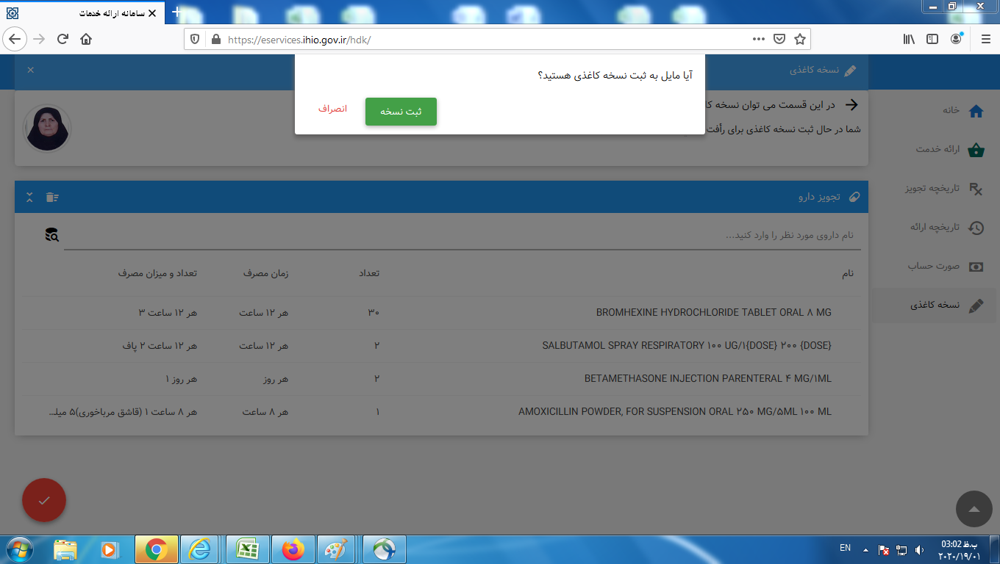 سامانه ارائه خدمات
https://eservices.ihio.gov.ir/hdk/
آیا مایل به ثبت نسخه کاغذی هستید؟
ثبت نسخه
انصراف
نسخه کاغذی
در این قسمت می توان نسخه
شما در حال ثبت نسخه کاغذی برای رأفت
خانه
ارائه خدمت
تاریخچه تجویز
تاریخچه ارائه
صورت حساب
نسخه کاغذی
تجویز دارو
نام داروی مورد نظر را وارد کنید...
نام تعداد زمان مصرف تعداد و میزان مصرف
BROMHEXINE HYDROCHLORIDE TABLET ORAL ۸ MG ۳۰ هر ۱۲ ساعت هر ۱۲ ساعت ۳
SALBUTAMOL SPRAY RESPIRATORY ۱۰۰ UG/۱{DOSE} ۲۰۰ {DOSE} ۲ هر ۱۲ ساعت هر ۱۲ ساعت ۲ پاف
BETAMETHASONE INJECTION PARENTERAL ۴ MG/۱ML ۲ هر روز هر روز ۱
AMOXICILLIN POWDER, FOR SUSPENSION ORAL ۲۵۰ MG/۵ML ۱۰۰ ML ۱ هر ۸ ساعت هر ۸ ساعت ۱ (قاشق مرباخوری)۵ میلـ...
EN
03:02 ب.ظ
۲۰۲۰/۱۹/۰۱